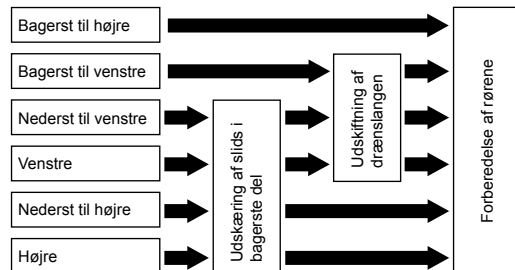 Bagerst til højre
Bagerst til venstre
Nederst til venstre
Venstre
Nederst til højre
Højre
Udskæring af slids i
bagerste del
Udskiftning af
drænslangen
Forberedelse af rørene